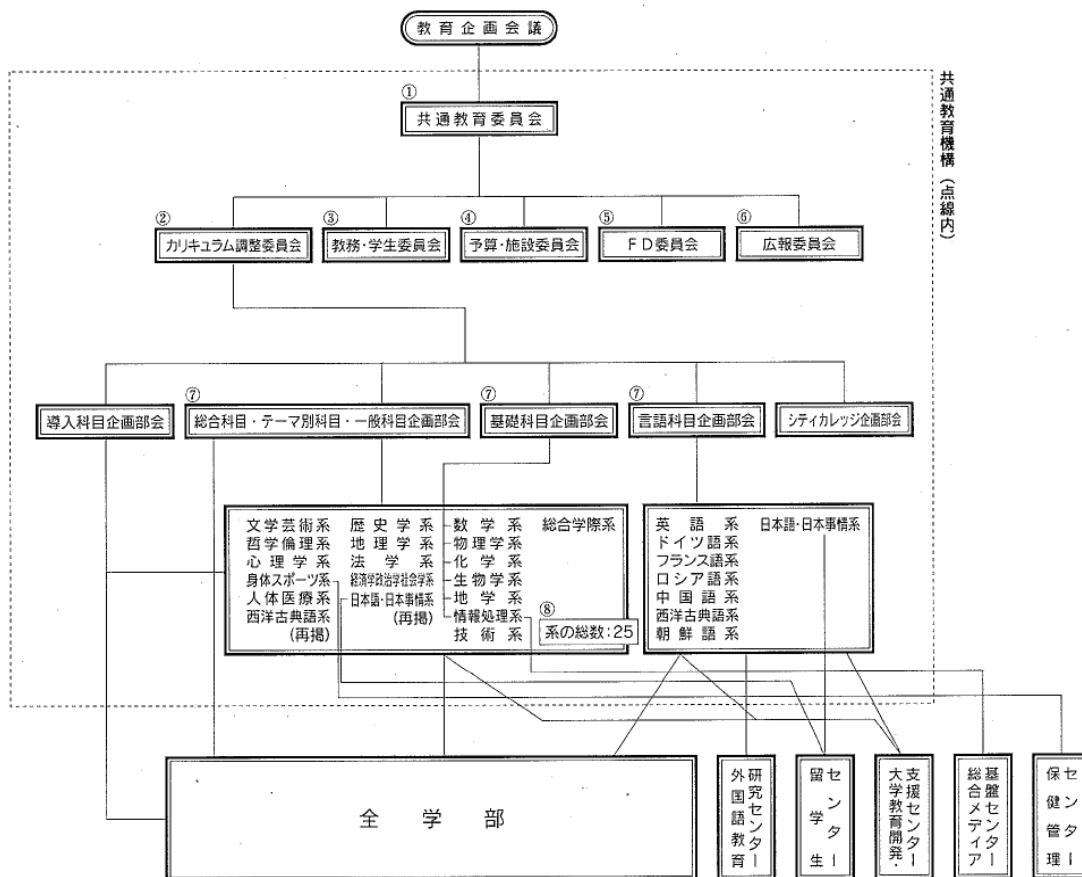 教育企画会議
共通教育機構(点線内)
①
共通教育委員会
②
カリキュラム調整委員会
③
教務・学生委員会
④
予算・施設委員会
⑤
FD委員会
⑥
広報委員会
導入科目企画部会
⑦
総合科目・テーマ別科目・一般科目企画部会
⑦
基礎科目企画部会
⑦
言語科目企画部会
シティカレッジ企画部会
文学芸術系
哲学倫理系
心理学系
身体スポーツ系
人体医療系
西洋古典語系
(再掲)
歴史学系
地理学系
法学系
経済学政治学社会学系
日本語・日本事情系
(再掲)
数学系
物理学系
化学系
生物学系
地学系
情報処理系
技術系
総合学際系
⑧
系の総数:25
英語系
ドイツ語系
フランス語系
ロシア語系
中国語系
西洋古典語系
朝鮮語系
日本語・日本事情系
全学部
外国語教育
研究センター
留学生
センター
大学教育開発・
支援センター
総合メディア
基盤センター
保健管理
センター